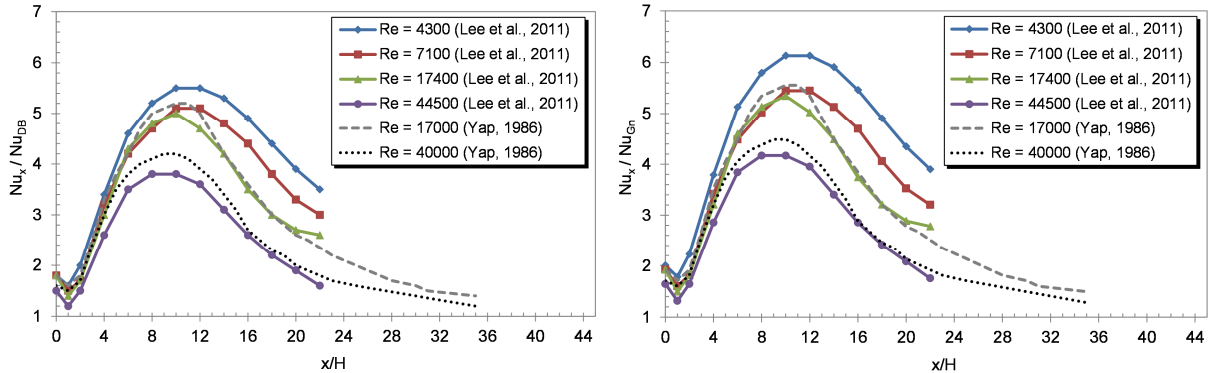 7
6
5
4
3
2
1
Nux / NuDB
0 4 8 12 16 20 24 28 32 36 40 44
x/H
Re = 4300 (Lee et al., 2011)
Re = 7100 (Lee et al., 2011)
Re = 17400 (Lee et al., 2011)
Re = 44500 (Lee et al., 2011)
Re = 17000 (Yap, 1986)
Re = 40000 (Yap, 1986)
7
6
5
4
3
2
1
Nux / NuGn
0 4 8 12 16 20 24 28 32 36 40 44
x/H
Re = 4300 (Lee et al., 2011)
Re = 7100 (Lee et al., 2011)
Re = 17400 (Lee et al., 2011)
Re = 44500 (Lee et al., 2011)
Re = 17000 (Yap, 1986)
Re = 40000 (Yap, 1986)